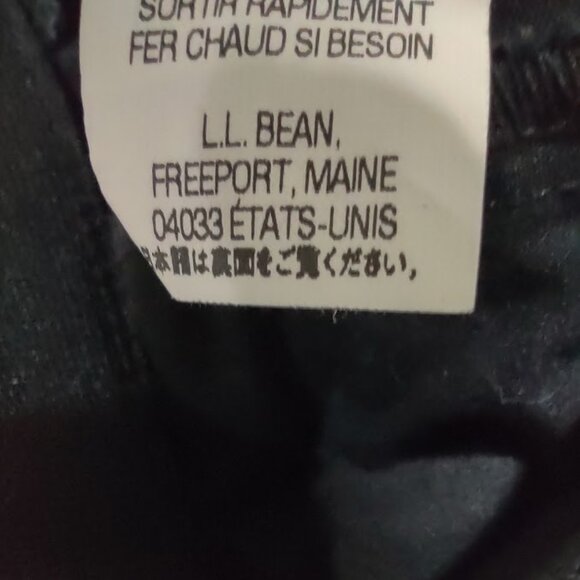 SORTIR RAPIDEMENT
FER CHAUD SI BESOIN
L.L. BEAN,
FREEPORT, MAINE
04033 ÉTATS-UNIS
日本語は裏面をご覧ください。